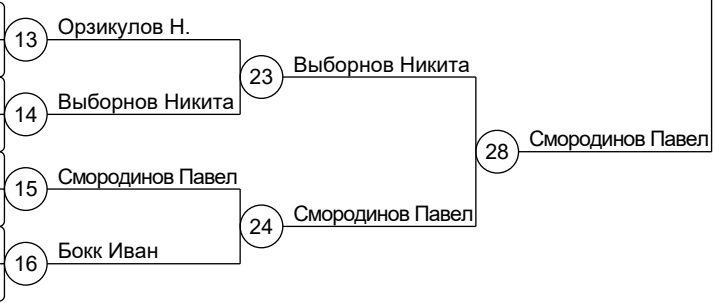 13 Орзикулов Н.
23 Выборнов Никита
14 Выборнов Никита
28 Смородинов Павел
15 Смородинов Павел
24 Смородинов Павел
16 Бокк Иван